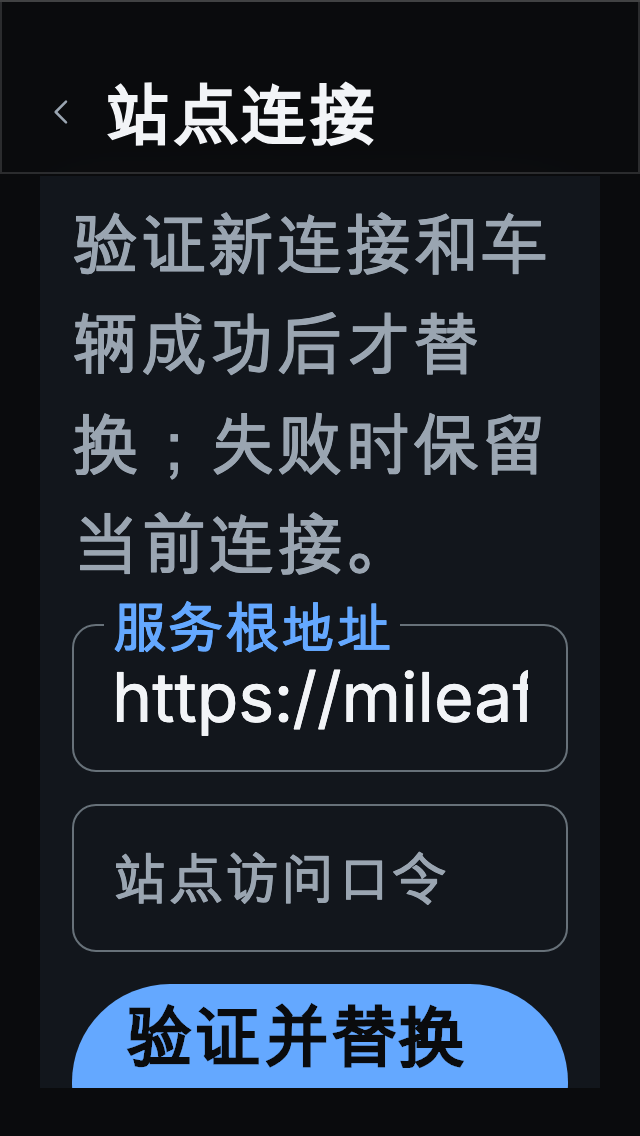 站点连接
验证新连接和车
辆成功后才替
换；失败时保留
当前连接。
服务根地址
https://mileaf
站点访问口令
验证并替换